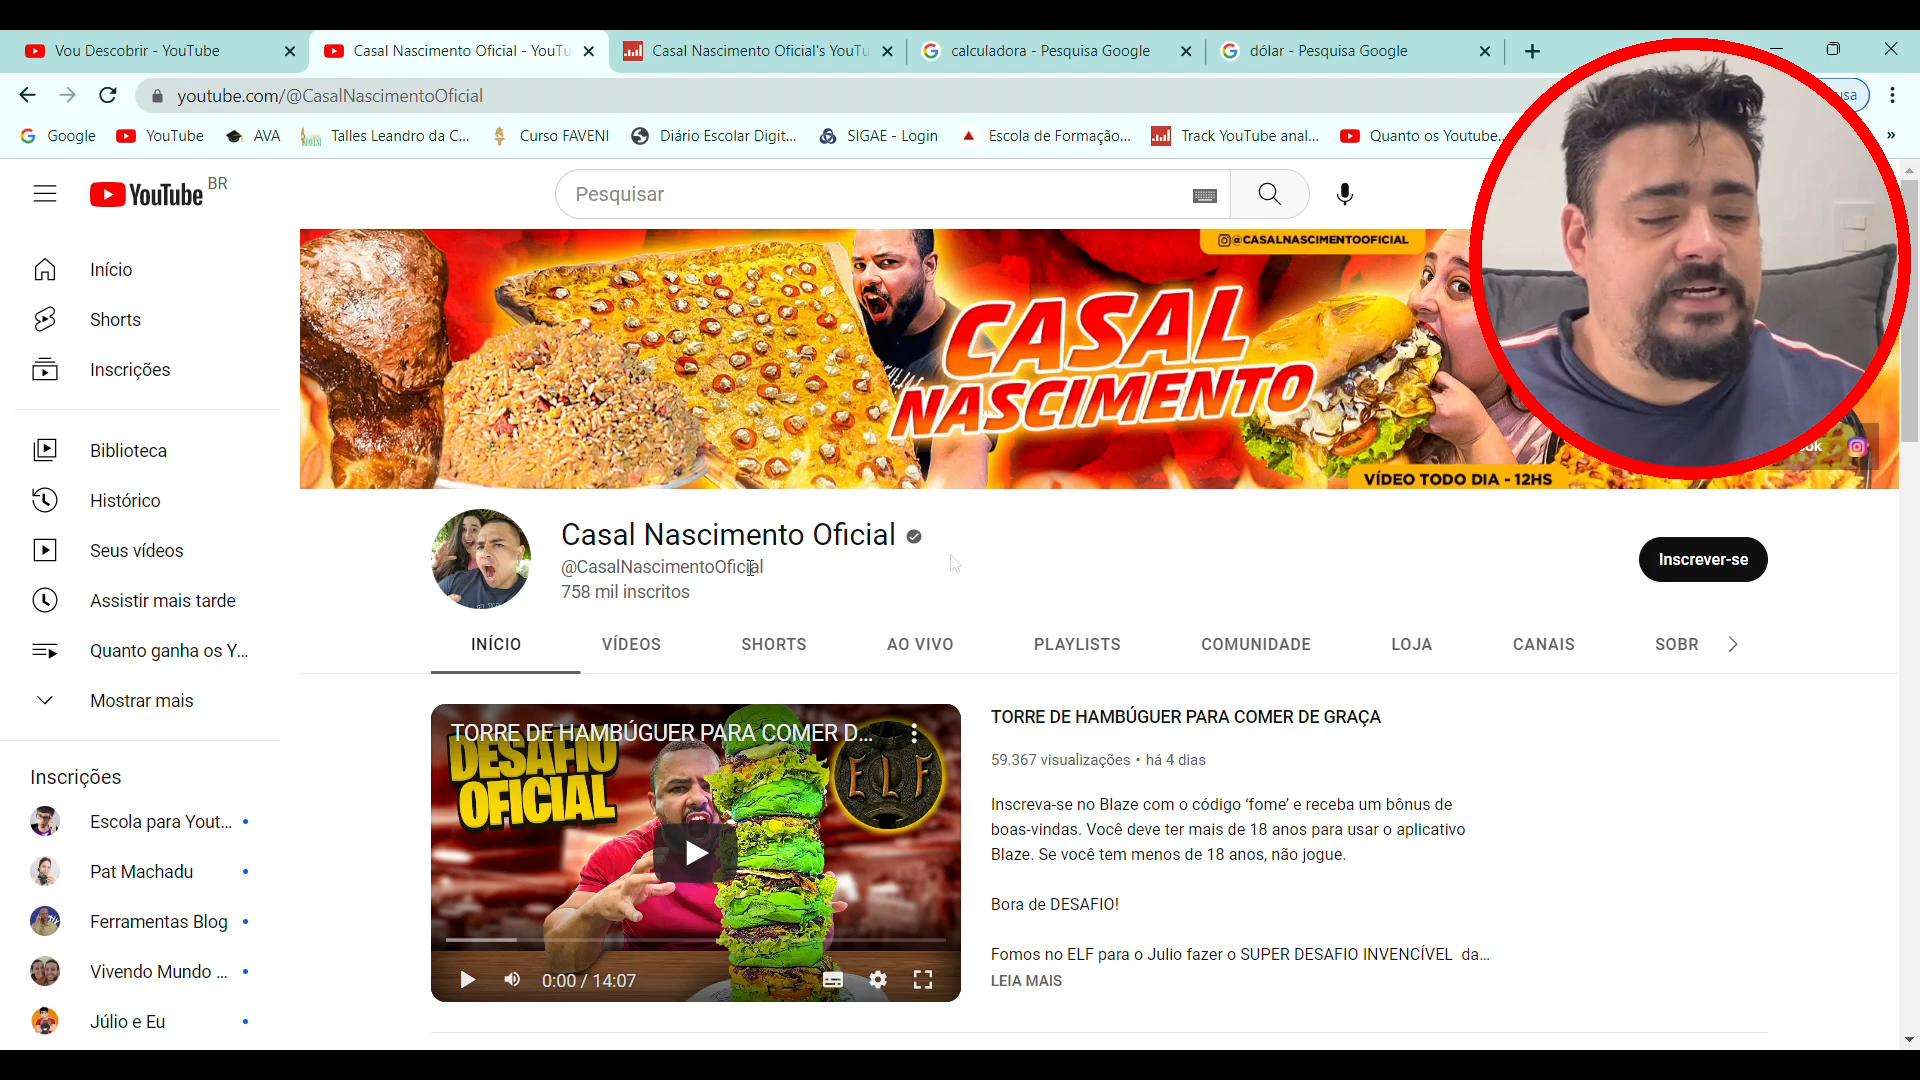 Vou Descobrir - YouTube
Casal Nascimento Oficial - YouTu
Casal Nascimento Oficial's YouTu
calculadora - Pesquisa Google
dólar - Pesquisa Google
youtube.com/@CasalNascimentoOficial
usa
Google
YouTube
AVA
Talles Leandro da C...
Curso FAVENI
Diário Escolar Digit...
SIGAE - Login
Escola de Formação...
Track YouTube anal...
Quanto os Youtube...
»
YouTube BR
Pesquisar
Início
Shorts
Inscrições
Biblioteca
Histórico
Seus vídeos
Assistir mais tarde
Quanto ganha os Y...
Mostrar mais
Inscrições
Escola para Yout...
Pat Machadu
Ferramentas Blog
Vivendo Mundo ...
Júlio e Eu
@CASALNASCIMENTOOFICIAL
CASAL
NASCIMENTO
VÍDEO TODO DIA - 12HS
ok
Casal Nascimento Oficial
@CasalNascimentoOficial
758 mil inscritos
Inscrever-se
INÍCIO
VÍDEOS
SHORTS
AO VIVO
PLAYLISTS
COMUNIDADE
LOJA
CANAIS
SOBR
TORRE DE HAMBÚGUER PARA COMER D...
DESAFIO
OFICIAL
ELF
0:00 / 14:07
TORRE DE HAMBÚGUER PARA COMER DE GRAÇA
59.367 visualizações • há 4 dias
Inscreva-se no Blaze com o código 'fome' e receba um bônus de
boas-vindas. Você deve ter mais de 18 anos para usar o aplicativo
Blaze. Se você tem menos de 18 anos, não jogue.
Bora de DESAFIO!
Fomos no ELF para o Julio fazer o SUPER DESAFIO INVENCÍVEL da...
LEIA MAIS